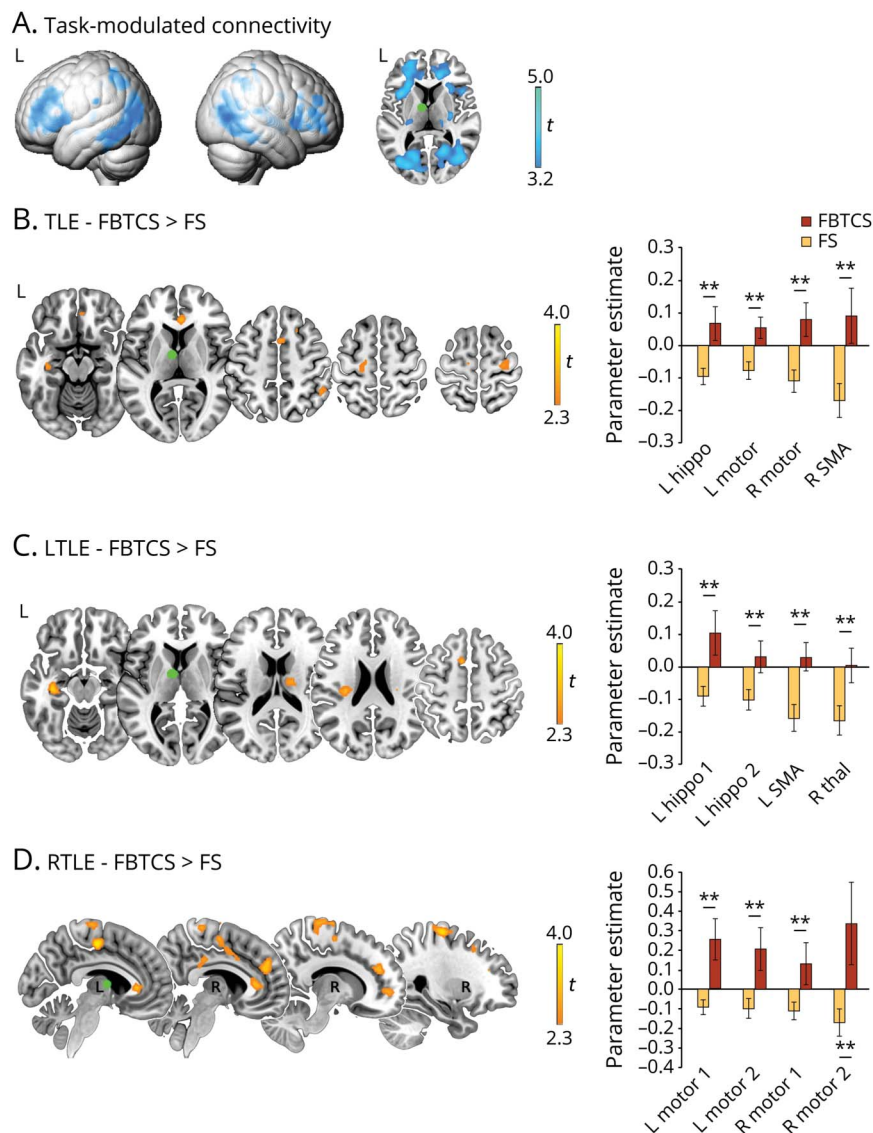 A. Task-modulated connectivity
L
5.0
t
3.2
B. TLE - FBTCS > FS
L
4.0
t
2.3
FBTCS
FS
Parameter estimate
0.3
0.2
0.1
0.0
−0.1
−0.2
−0.3
** ** ** **
L hippo
L motor
R motor
R SMA
C. LTLE - FBTCS > FS
L
4.0
t
2.3
Parameter estimate
0.3
0.2
0.1
0.0
−0.1
−0.2
−0.3
** ** ** **
L hippo 1
L hippo 2
L SMA
R thal
D. RTLE - FBTCS > FS
L R R R
4.0
t
2.3
Parameter estimate
0.6
0.5
0.4
0.3
0.2
0.1
0.0
−0.1
−0.2
−0.3
−0.4
** ** **
**
L motor 1
L motor 2
R motor 1
R motor 2